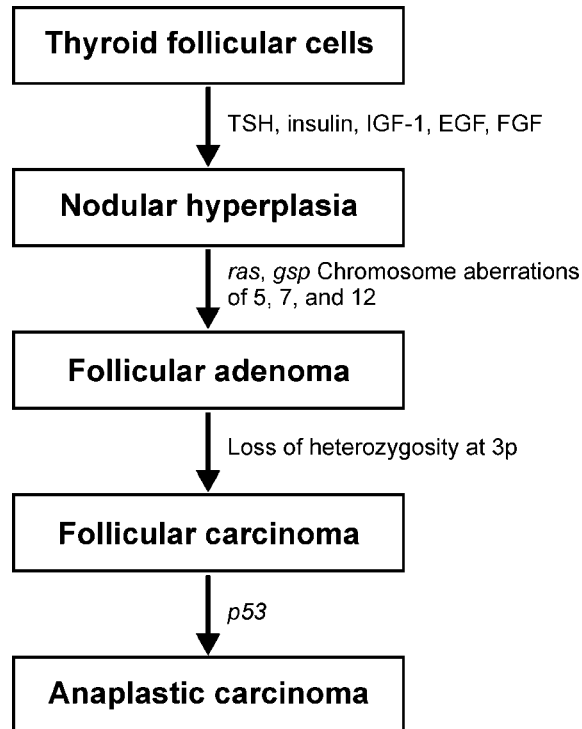 Thyroid follicular cells
TSH, insulin, IGF-1, EGF, FGF
Nodular hyperplasia
ras, gsp Chromosome aberrations
of 5, 7, and 12
Follicular adenoma
Loss of heterozygosity at 3p
Follicular carcinoma
p53
Anaplastic carcinoma